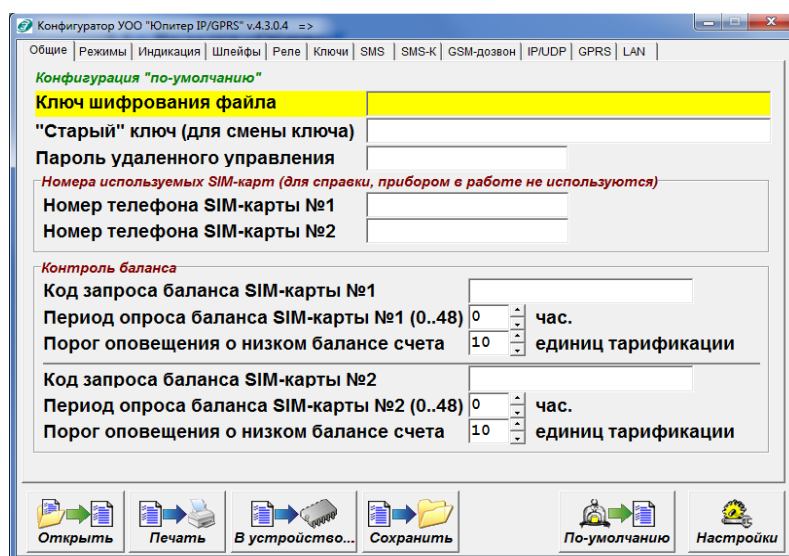 Конфигуратор УОО "Юпитер IP/GPRS" v.4.3.0.4 =>
Общие Режимы Индикация Шлейфы Реле Ключи SMS SMS-K GSM-дозвон IP/UDP GPRS LAN
Конфигурация "по-умолчанию"
Ключ шифрования файла
"Старый" ключ (для смены ключа)
Пароль удаленного управления
Номера используемых SIM-карт (для справки, прибором в работе не используются)
Номер телефона SIM-карты №1
Номер телефона SIM-карты №2
Контроль баланса
Код запроса баланса SIM-карты №1
Период опроса баланса SIM-карты №1 (0..48) 0 час.
Порог оповещения о низком балансе счета 10 единиц тарификации
Код запроса баланса SIM-карты №2
Период опроса баланса SIM-карты №2 (0..48) 0 час.
Порог оповещения о низком балансе счета 10 единиц тарификации
Открыть Печать В устройство... Сохранить По-умолчанию Настройки